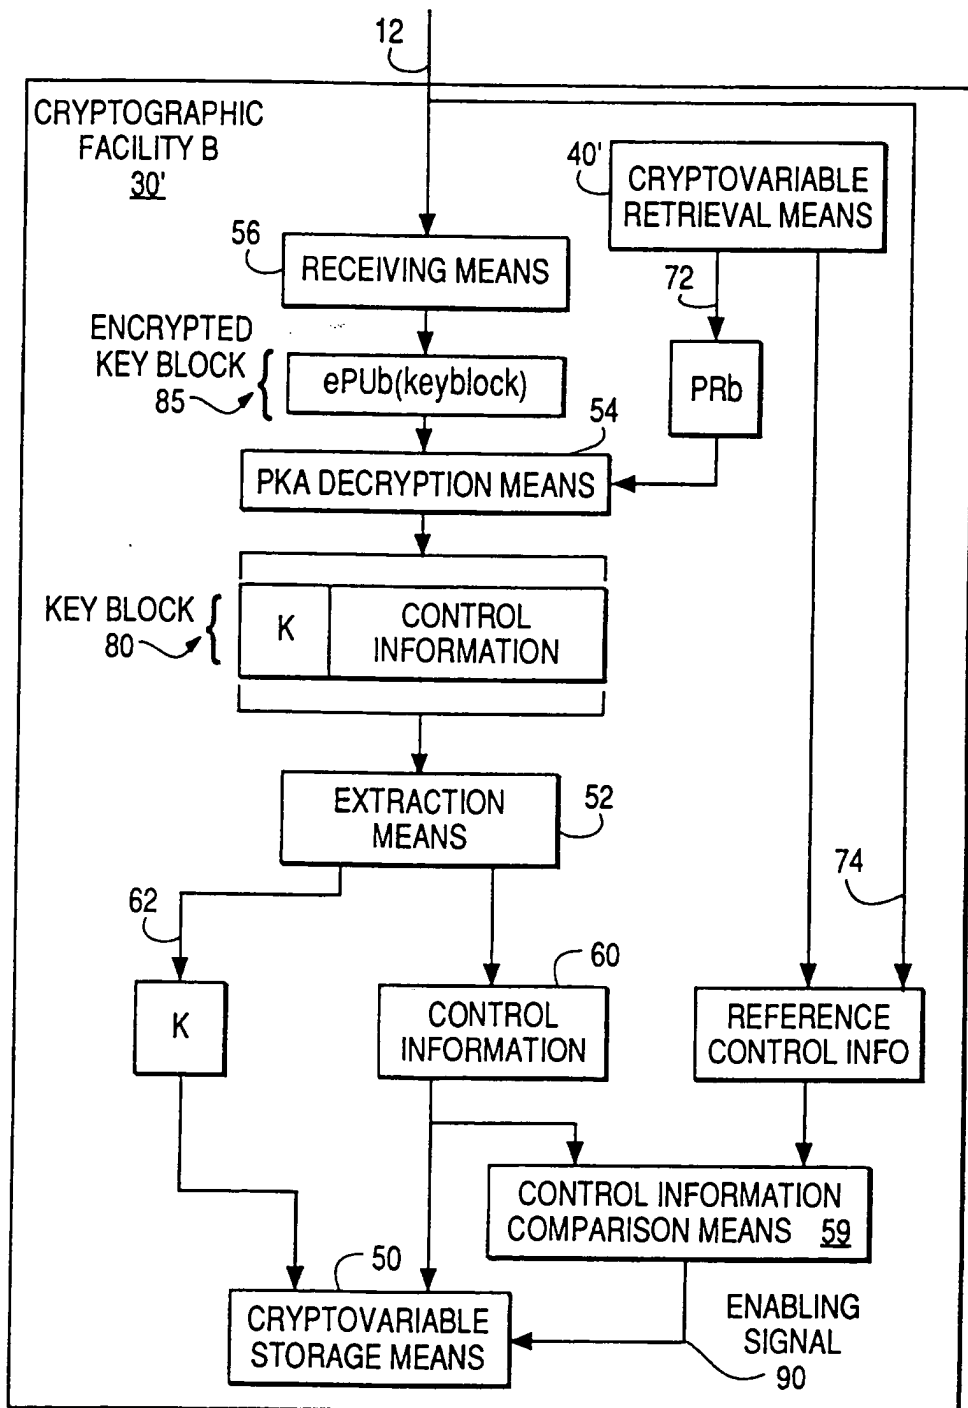 12
CRYPTOGRAPHIC
FACILITY B
30'
40'
CRYPTOVARIABLE
RETRIEVAL MEANS
56
RECEIVING MEANS
72
ENCRYPTED
KEY BLOCK
85
ePUb(keyblock)
PRb
54
PKA DECRYPTION MEANS
KEY BLOCK
80
K
CONTROL
INFORMATION
EXTRACTION
MEANS
52
62
74
60
K
CONTROL
INFORMATION
REFERENCE
CONTROL INFO
CONTROL INFORMATION
COMPARISON MEANS 59
50
CRYPTOVARIABLE
STORAGE MEANS
ENABLING
SIGNAL
90